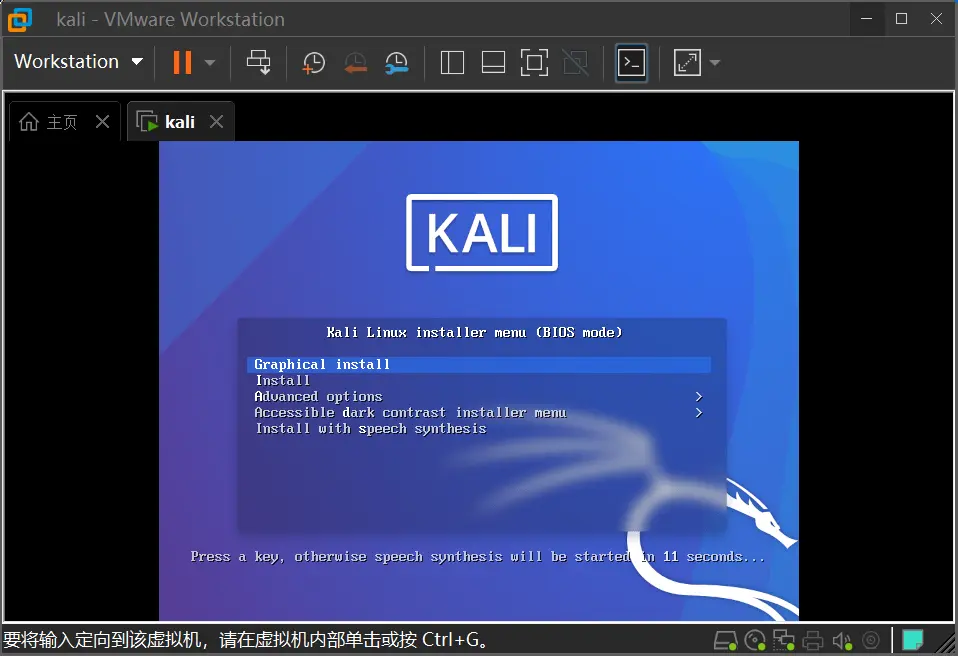 kali - VMware Workstation
Workstation
主页
kali
KALI
Kali Linux installer menu (BIOS mode)
Graphical install
Install
Advanced options
Accessible dark contrast installer menu
Install with speech synthesis
Press a key, otherwise speech synthesis will be started in 11 seconds...
要将输入定向到该虚拟机，请在虚拟机内部单击或按 Ctrl+G。